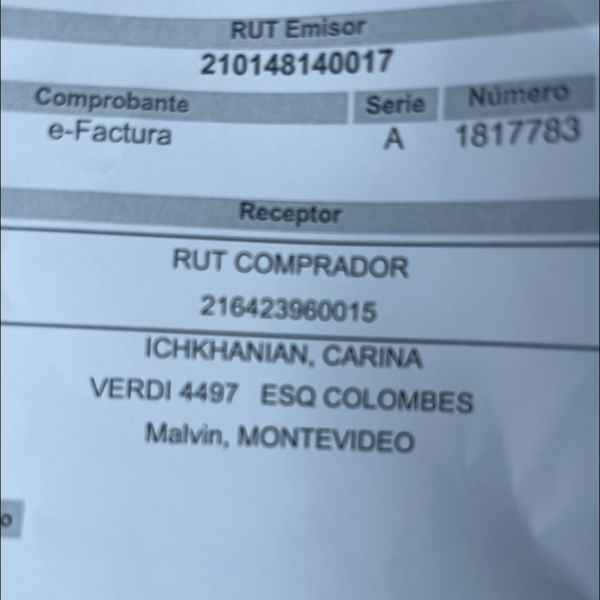 RUT Emisor
210148140017
Comprobante Serie Número
e-Factura A 1817783
Receptor
RUT COMPRADOR
216423960015
ICHKHANIAN, CARINA
VERDI 4497 ESQ COLOMBES
Malvin, MONTEVIDEO
o